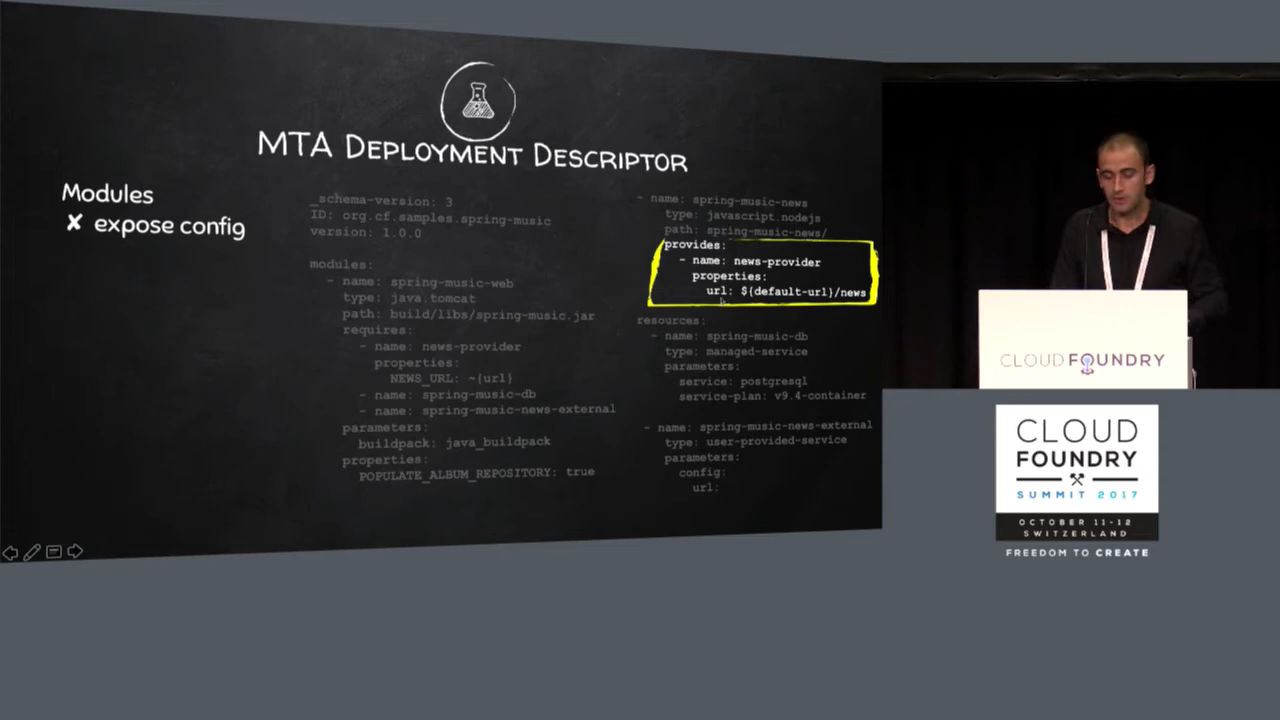 MTA DEPLOYMENT DESCRIPTOR
Modules
✘ expose config
_schema-version: 3
ID: org.cf.samples.spring-music
version: 1.0.0
modules:
- name: spring-music-web
type: java.tomcat
path: build/libs/spring-music.jar
requires:
- name: news-provider
properties:
NEWS_URL: ~{url}
- name: spring-music-db
- name: spring-music-news-external
parameters:
buildpack: java_buildpack
properties:
POPULATE_ALBUM_REPOSITORY: true
- name: spring-music-news
type: javascript.nodejs
path: spring-music-news/
provides:
- name: news-provider
properties:
url: ${default-url}/news
resources:
- name: spring-music-db
type: managed-service
parameters:
service: postgresql
service-plan: v9.4-container
- name: spring-music-news-external
type: user-provided-service
parameters:
config:
url:
CLOUD FOUNDRY
CLOUD
FOUNDRY
SUMMIT 2017
OCTOBER 11-12
SWITZERLAND
FREEDOM TO CREATE